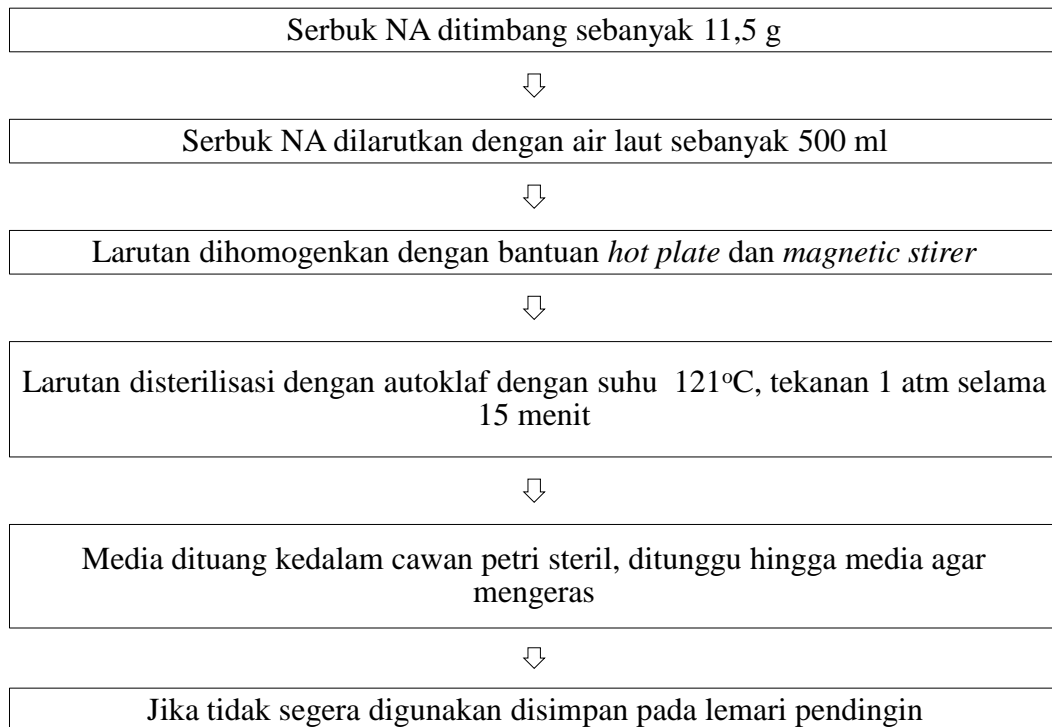 Serbuk NA ditimbang sebanyak 11,5 g
Serbuk NA dilarutkan dengan air laut sebanyak 500 ml
Larutan dihomogenkan dengan bantuan hot plate dan magnetic stirer
Larutan disterilisasi dengan autoklaf dengan suhu 121°C, tekanan 1 atm selama
15 menit
Media dituang kedalam cawan petri steril, ditunggu hingga media agar
mengeras
Jika tidak segera digunakan disimpan pada lemari pendingin